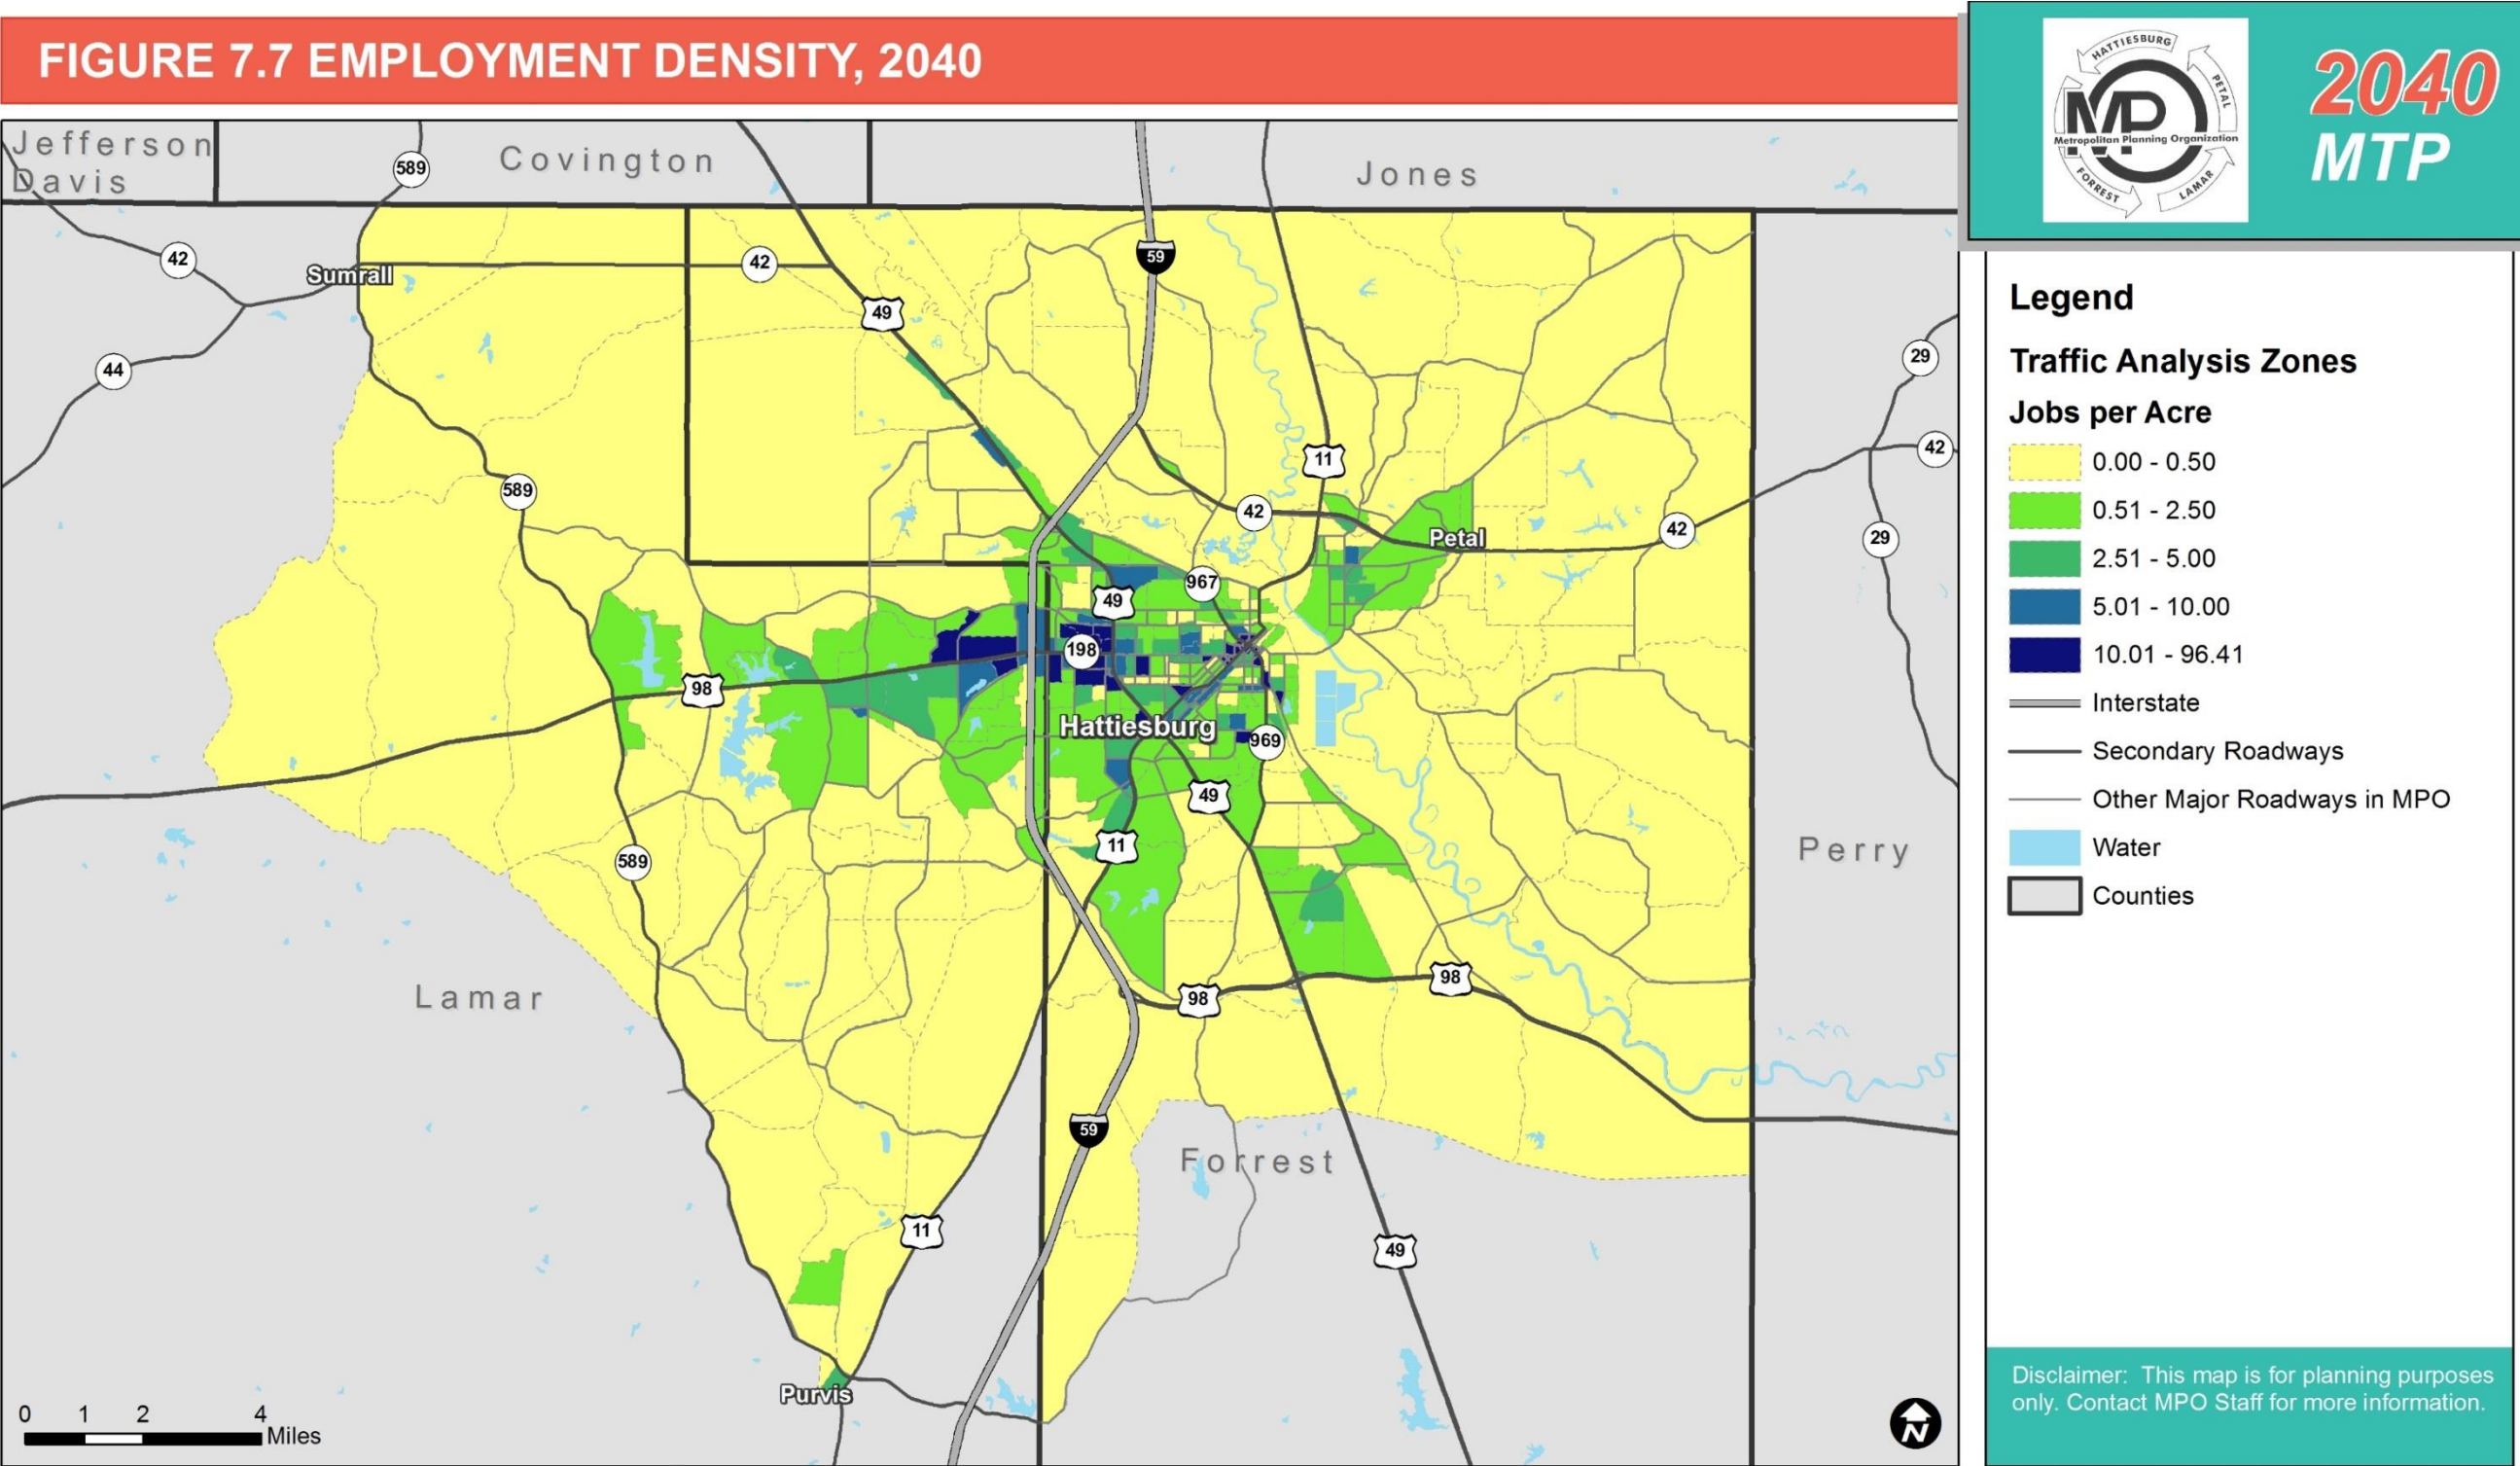 FIGURE 7.7 EMPLOYMENT DENSITY, 2040
HATTIESBURG
PETAL
LAMAR
FORREST
MP
Metropolitan Planning Organization
2040
MTP
Jefferson
Davis
Covington
Jones
589
42
Sumrall
42
59
49
44
29
11
42
589
42
Petal
42
29
967
49
198
98
Hattiesburg
969
49
11
589
Perry
Lamar
98
98
59
Forrest
11
49
Purvis
0 1 2 4
Miles
N
Legend
Traffic Analysis Zones
Jobs per Acre
0.00 - 0.50
0.51 - 2.50
2.51 - 5.00
5.01 - 10.00
10.01 - 96.41
Interstate
Secondary Roadways
Other Major Roadways in MPO
Water
Counties
Disclaimer: This map is for planning purposes
only. Contact MPO Staff for more information.